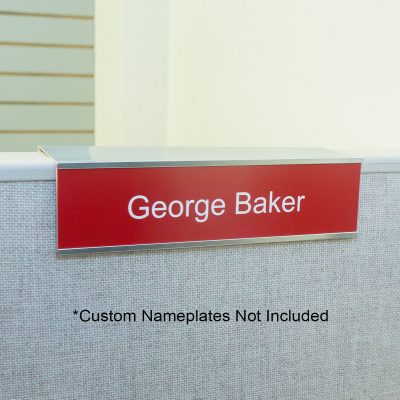 George Baker
*Custom Nameplates Not Included